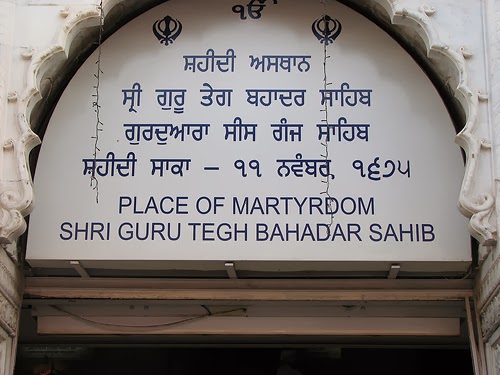 ੴ
ਸ਼ਹੀਦੀ ਅਸਥਾਨ
ਸ੍ਰੀ ਗੁਰੂ ਤੇਗ ਬਹਾਦਰ ਸਾਹਿਬ
ਗੁਰਦੁਆਰਾ ਸੀਸ ਗੰਜ ਸਾਹਿਬ
ਸ਼ਹੀਦੀ ਸਾਕਾ - ੧੧ ਨਵੰਬਰ, ੧੬੭੫
PLACE OF MARTYRDOM
SHRI GURU TEGH BAHADAR SAHIB